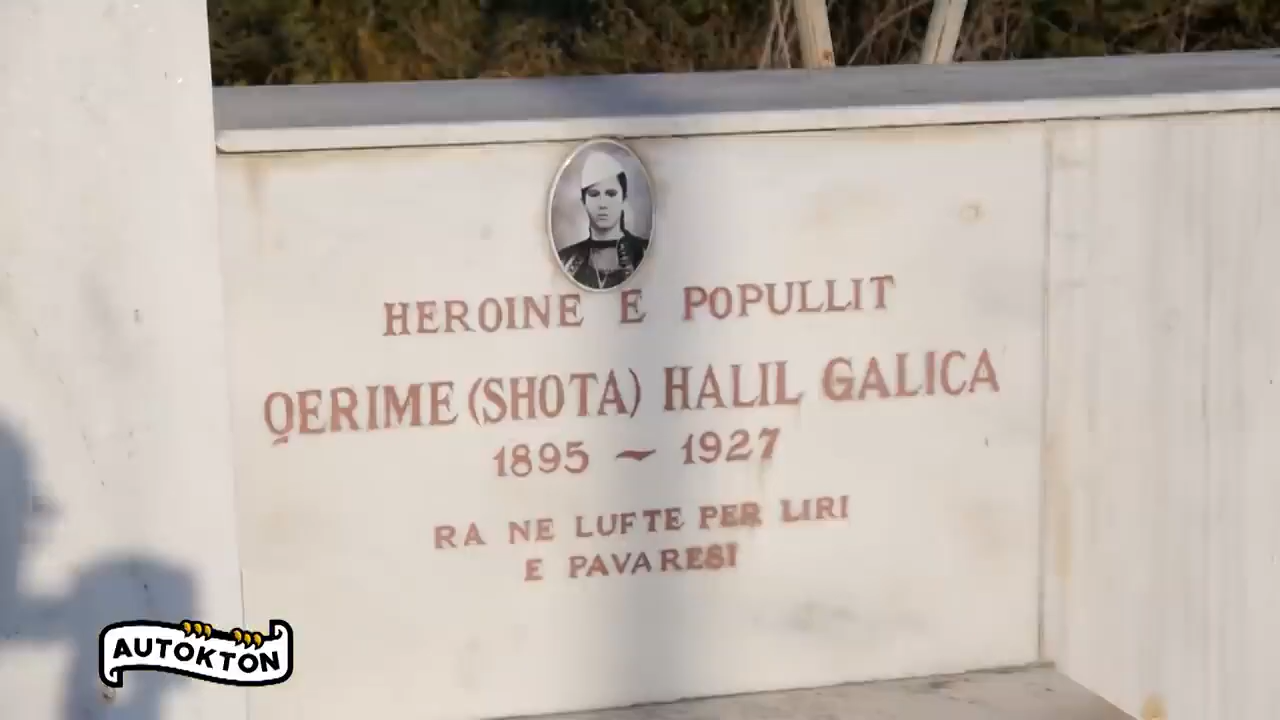 HEROINE E POPULLIT
QERIME (SHOTA) HALIL GALICA
1895 ~ 1927
RA NE LUFTE PER LIRI
E PAVARESI
AUTOKTON